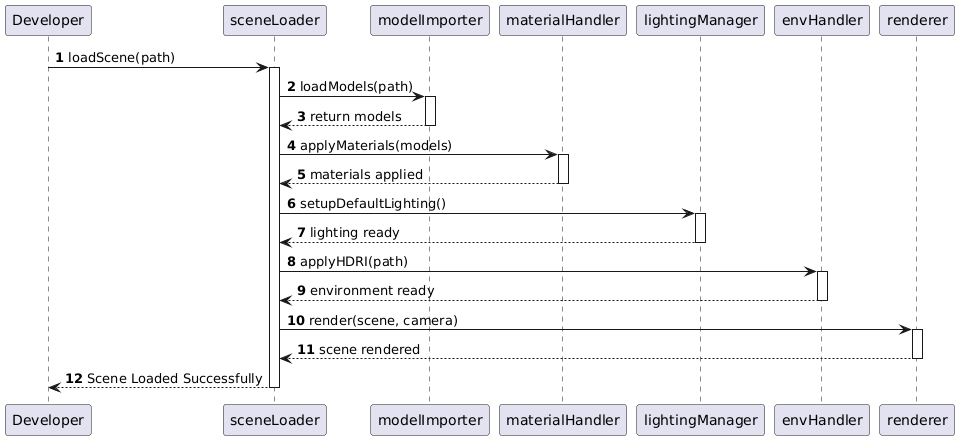 Developer sceneLoader modelImporter materialHandler lightingManager envHandler renderer
1 loadScene(path)
2 loadModels(path)
3 return models
4 applyMaterials(models)
5 materials applied
6 setupDefaultLighting()
7 lighting ready
8 applyHDRI(path)
9 environment ready
10 render(scene, camera)
11 scene rendered
12 Scene Loaded Successfully
Developer sceneLoader modelImporter materialHandler lightingManager envHandler renderer